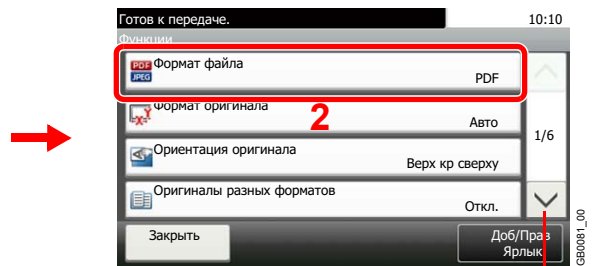 Готов к передаче.
10:10
Функции
PDF
JPEG
Формат файла
PDF
2
Формат оригинала
Авто
X
Y
Ориентация оригинала
Верх кр сверху
1/6
Оригиналы разных форматов
Откл.
Закрыть
Доб/Прав
Ярлык
GB0081_00